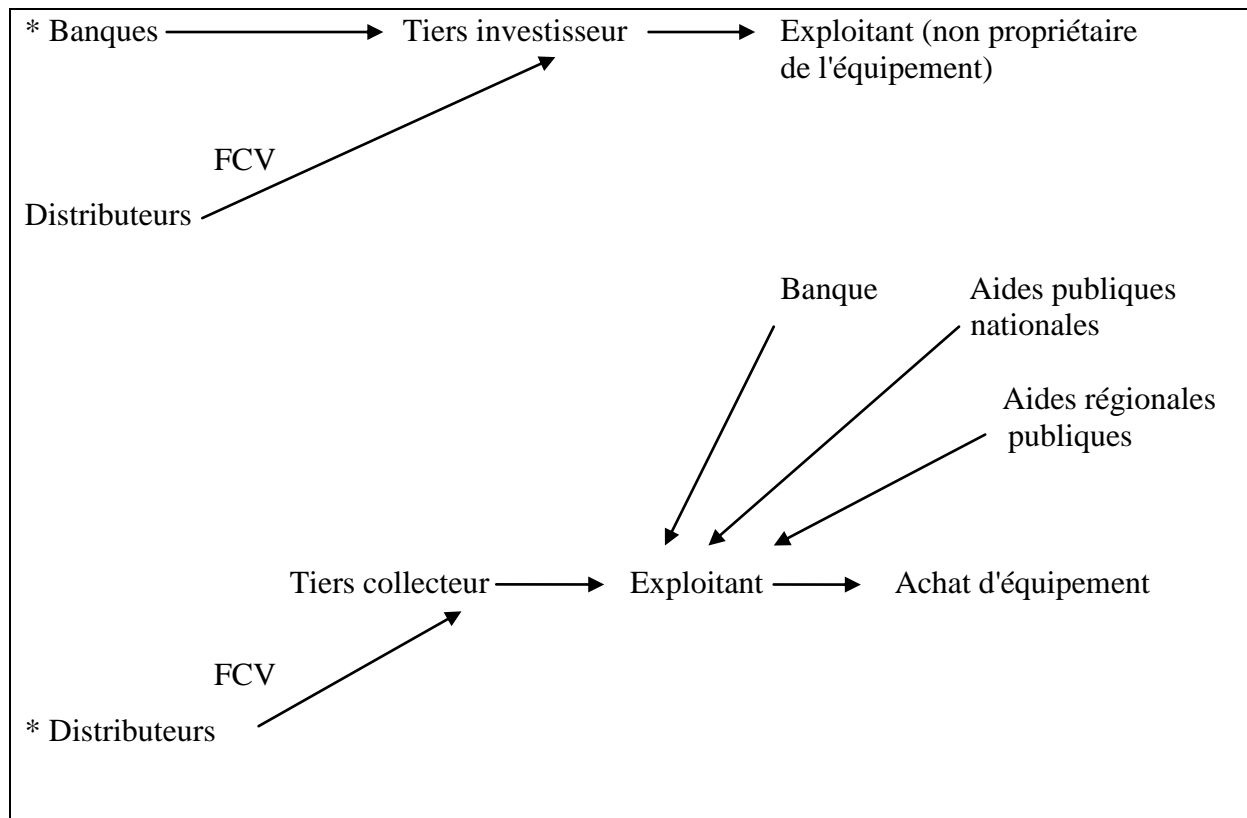 * Banques Tiers investisseur Exploitant (non propriétaire
de l'équipement)
FCV
Distributeurs
Banque Aides publiques
nationales
Aides régionales
publiques
Tiers collecteur Exploitant Achat d'équipement
FCV
* Distributeurs